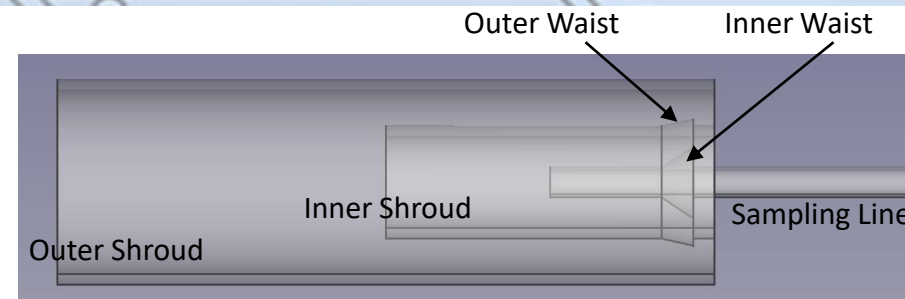 Outer Waist
Inner Waist
Inner Shroud
Sampling Line
Outer Shroud